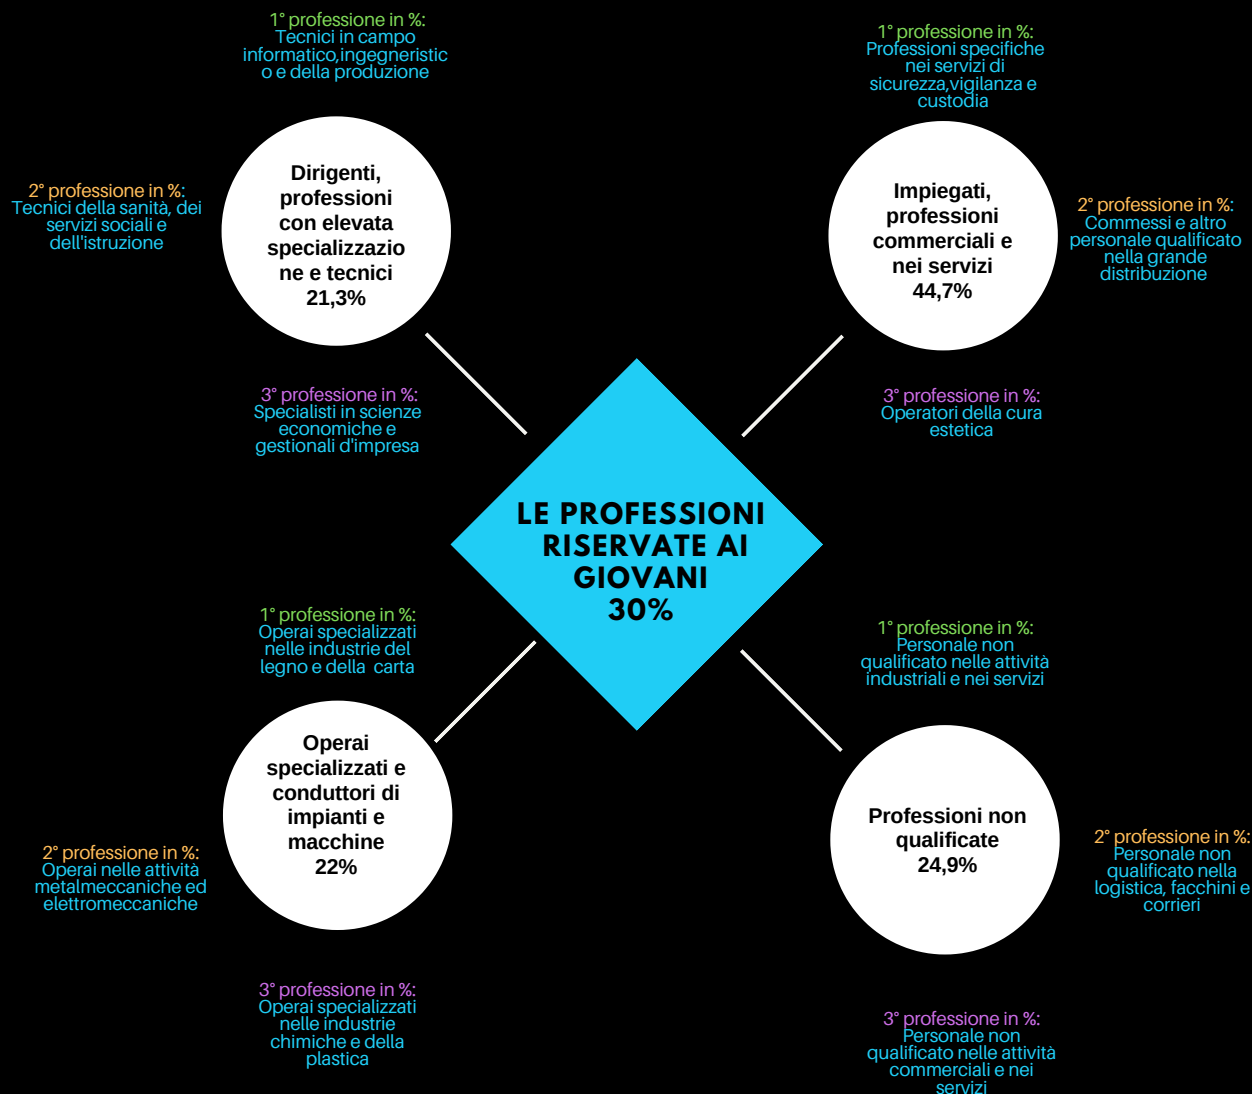 1° professione in %:
Tecnici in campo
informatico,ingegneristic
o e della produzione
2° professione in %:
Tecnici della sanità, dei
servizi sociali e
dell'istruzione
Dirigenti,
professioni
con elevata
specializzazio
ne e tecnici
21,3%
3° professione in %:
Specialisti in scienze
economiche e
gestionali d'impresa
1° professione in %:
Professioni specifiche
nei servizi di
sicurezza,vigilanza e
custodia
Impiegati,
professioni
commerciali e
nei servizi
44,7%
2° professione in %:
Commessi e altro
personale qualificato
nella grande
distribuzione
3° professione in %:
Operatori della cura
estetica
LE PROFESSIONI
RISERVATE AI
GIOVANI
30%
1° professione in %:
Operai specializzati
nelle industrie del
legno e della  carta
Operai
specializzati e
conduttori di
impianti e
macchine
22%
2° professione in %:
Operai nelle attività
metalmeccaniche ed
elettromeccaniche
3° professione in %:
Operai specializzati
nelle industrie
chimiche e della
plastica
1° professione in %:
Personale non
qualificato nelle attività
industriali e nei servizi
Professioni non
qualificate
24,9%
2° professione in %:
Personale non
qualificato nella
logistica, facchini e
corrieri
3° professione in %:
Personale non
qualificato nelle attività
commerciali e nei
servizi